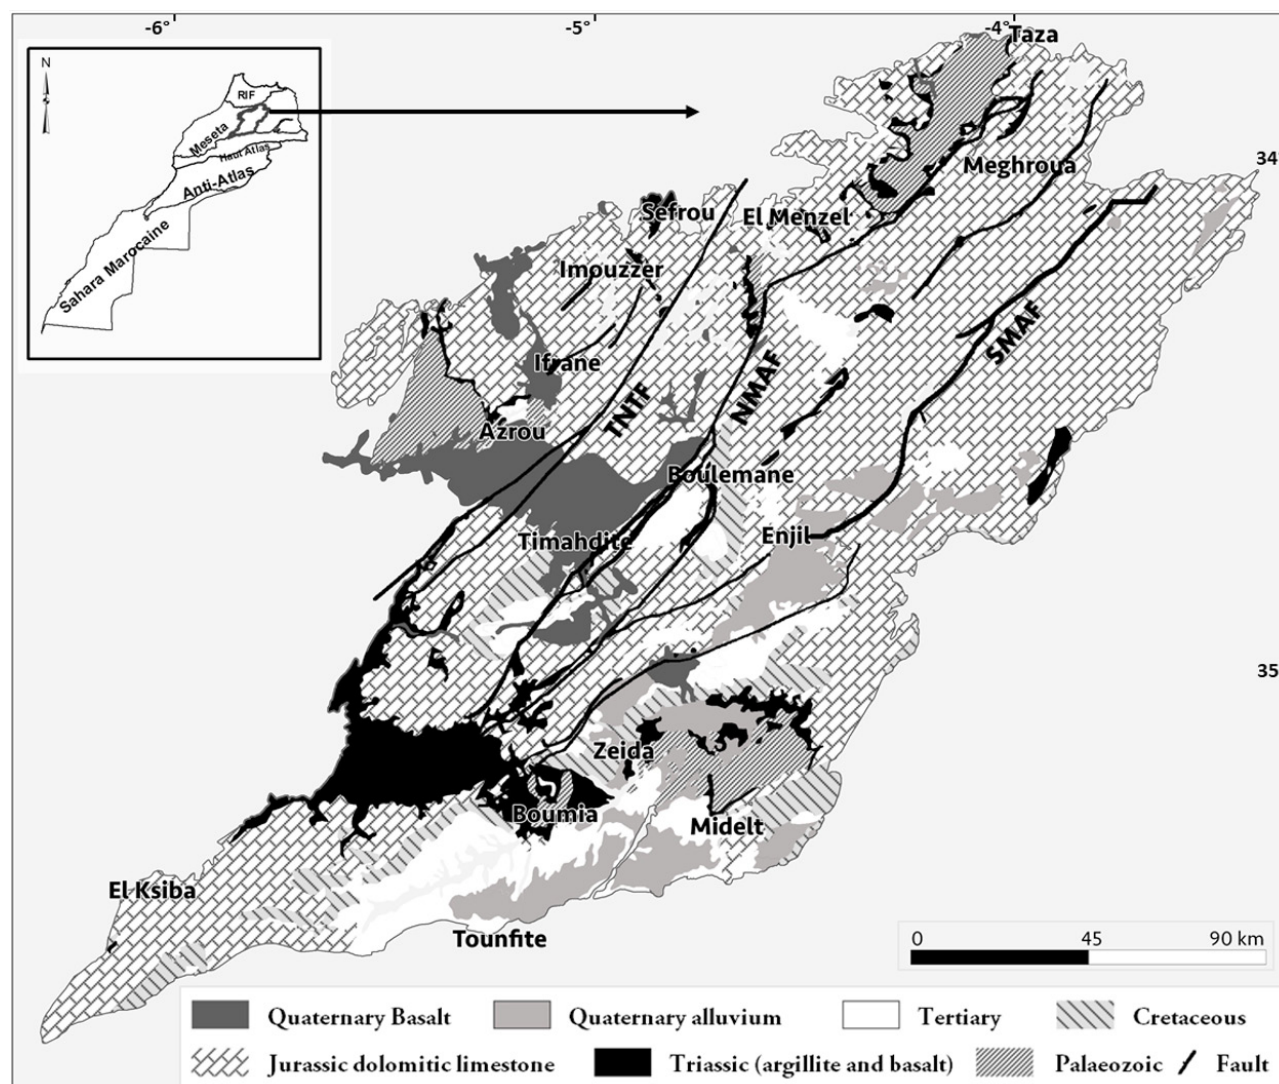 -6°
-5°
-4°
Taza
N
RIF
Meseta
Haut Atlas
Anti-Atlas
Sahara Marocaine
34°
Meghroua
Sefrou
El Menzel
Imouzzer
SMAF
Ifrane
NMAF
TNTF
Azrou
Boulemane
Enjil
Timahdite
35
Zeida
Boumia
Midelt
El Ksiba
Tounfite
0 45 90 km
Quaternary Basalt Quaternary alluvium Tertiary Cretaceous
Jurassic dolomitic limestone Triassic (argillite and basalt) Palaeozoic Fault